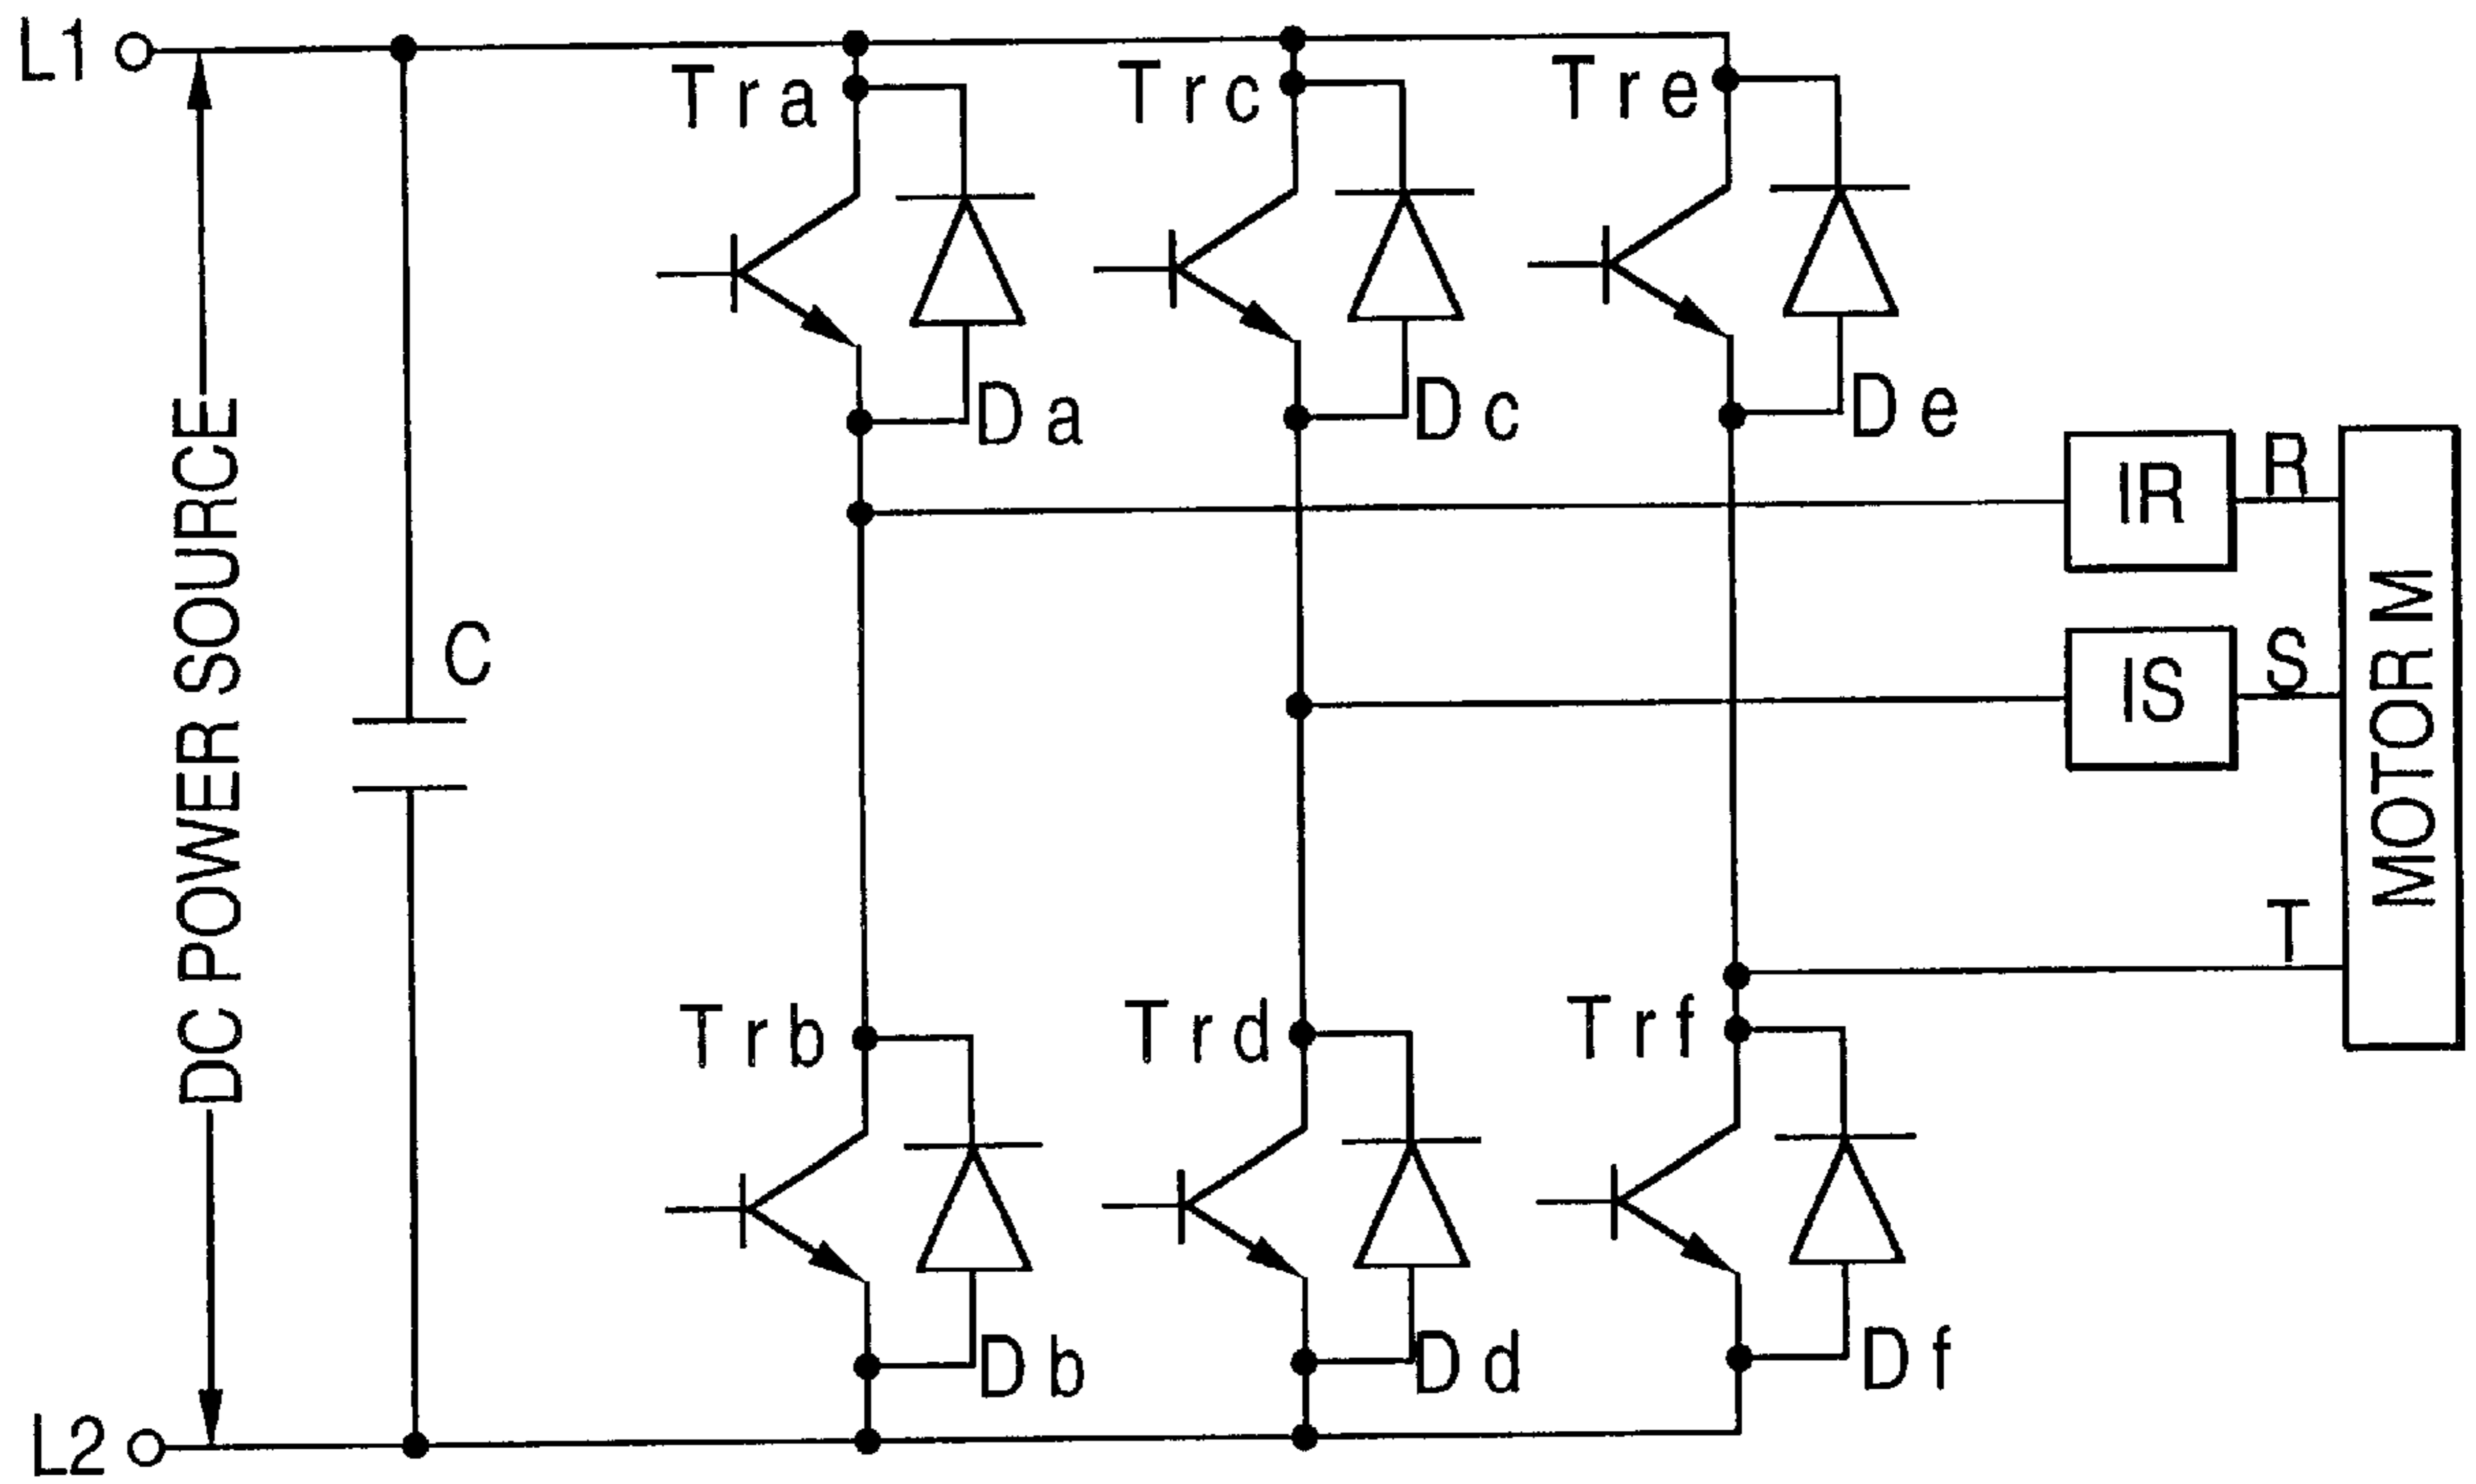 L1
Tra
Trc
Tre
Da
Dc
De
IR
R
DC POWER SOURCE
C
IS
S
MOTOR M
T
Trb
Trd
Trf
Db
Dd
Df
L2